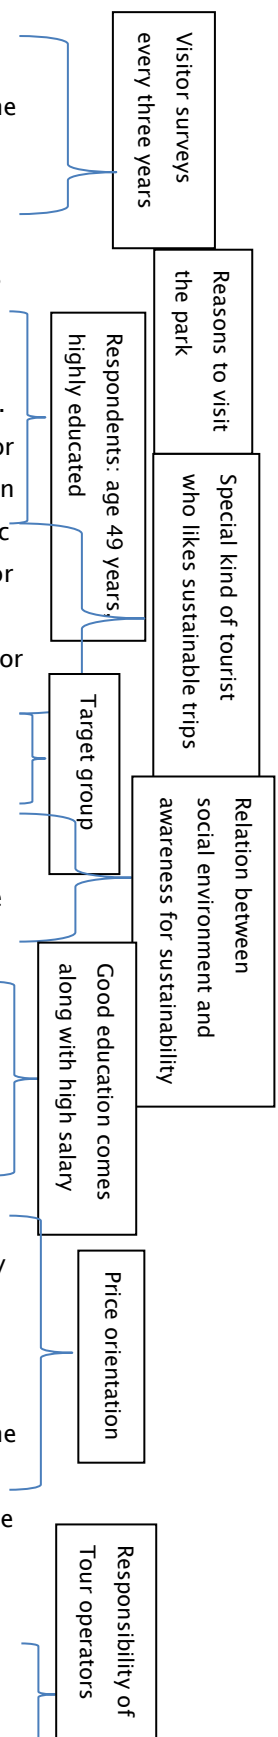 Visitor surveys
every three years
Reasons to visit
the park
Respondents: age 49 years,
highly educated
Special kind of tourist
who likes sustainable trips
Target group
Relation between
social environment and
awareness for sustainability
Good education comes
along with high salary
Price orientation
Responsibility of
Tour operators